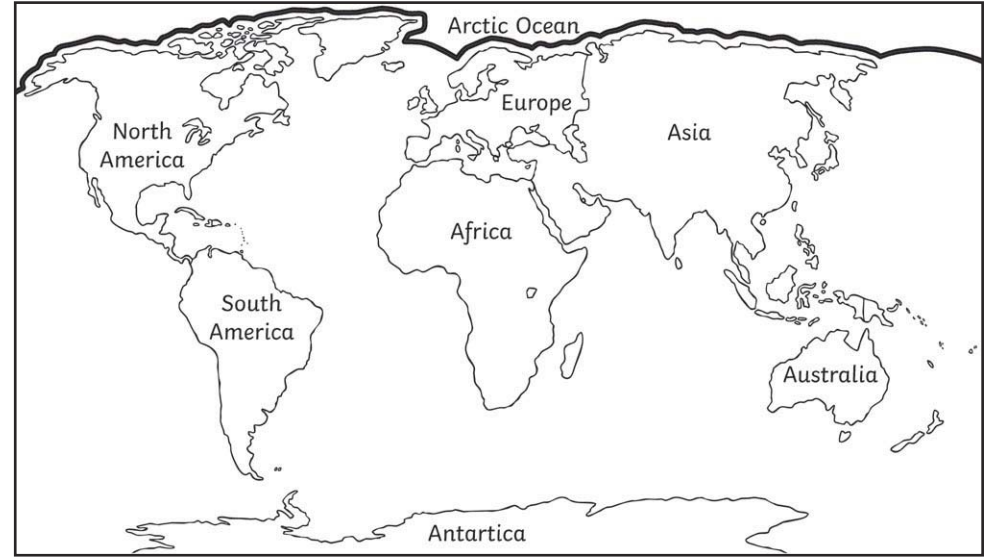 Arctic Ocean
Europe
North
America
Asia
Africa
South
America
Australia
Antartica